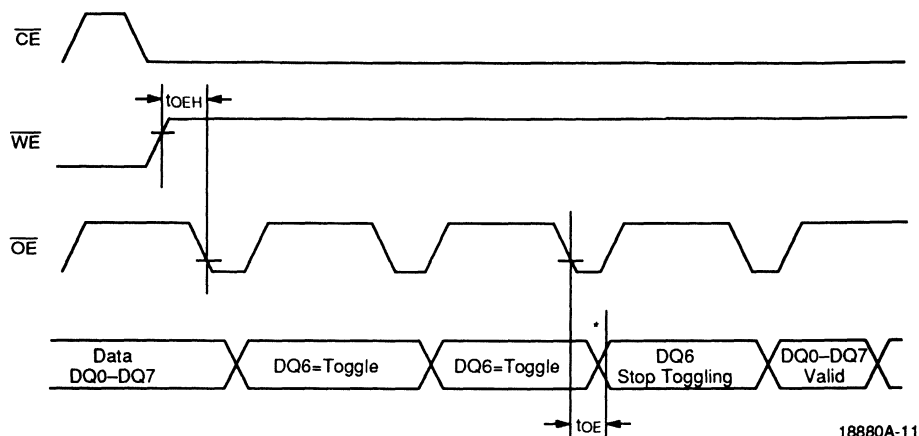 CE
tOEH
WE
OE
*
Data
DQ0–DQ7
DQ6=Toggle
DQ6=Toggle
DQ6
Stop Toggling
DQ0–DQ7
Valid
tOE
18880A-11